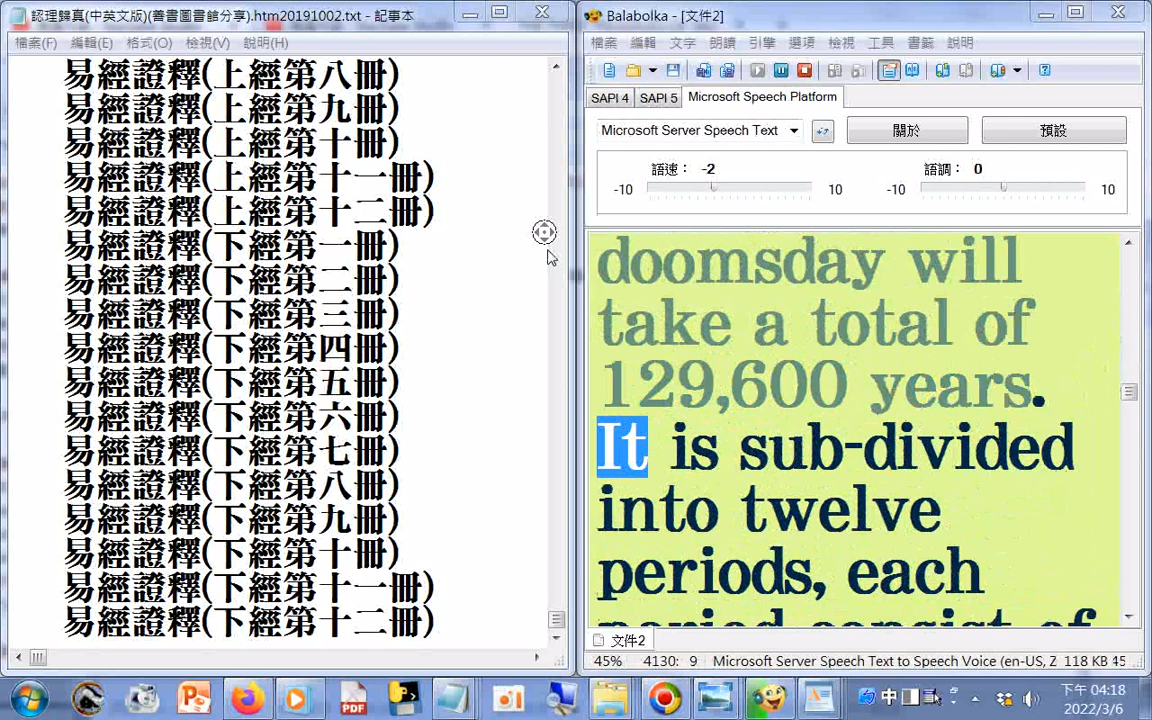 認理歸真(中英文版)(善書圖書館分享).htm20191002.txt - 記事本
檔案(F) 編輯(E) 格式(O) 檢視(V) 說明(H)
易經證釋(上經第八冊)
易經證釋(上經第九冊)
易經證釋(上經第十冊)
易經證釋(上經第十一冊)
易經證釋(上經第十二冊)
易經證釋(下經第一冊)
易經證釋(下經第二冊)
易經證釋(下經第三冊)
易經證釋(下經第四冊)
易經證釋(下經第五冊)
易經證釋(下經第六冊)
易經證釋(下經第七冊)
易經證釋(下經第八冊)
易經證釋(下經第九冊)
易經證釋(下經第十冊)
易經證釋(下經第十一冊)
易經證釋(下經第十二冊)
Balabolka - [文件2]
檔案 編輯 文字 朗讀 引擎 選項 檢視 工具 書籤 說明
SAPI 4 SAPI 5 Microsoft Speech Platform
Microsoft Server Speech Text 關於 預設
語速： -2 語調： 0
-10 10 -10 10
doomsday will
take a total of
129,600 years.
It is sub-divided
into twelve
periods, each
period consist of
文件2
45% 4130: 9 Microsoft Server Speech Text to Speech Voice (en-US, Z 118 KB 45
PDF
中
下午 04:18
2022/3/6